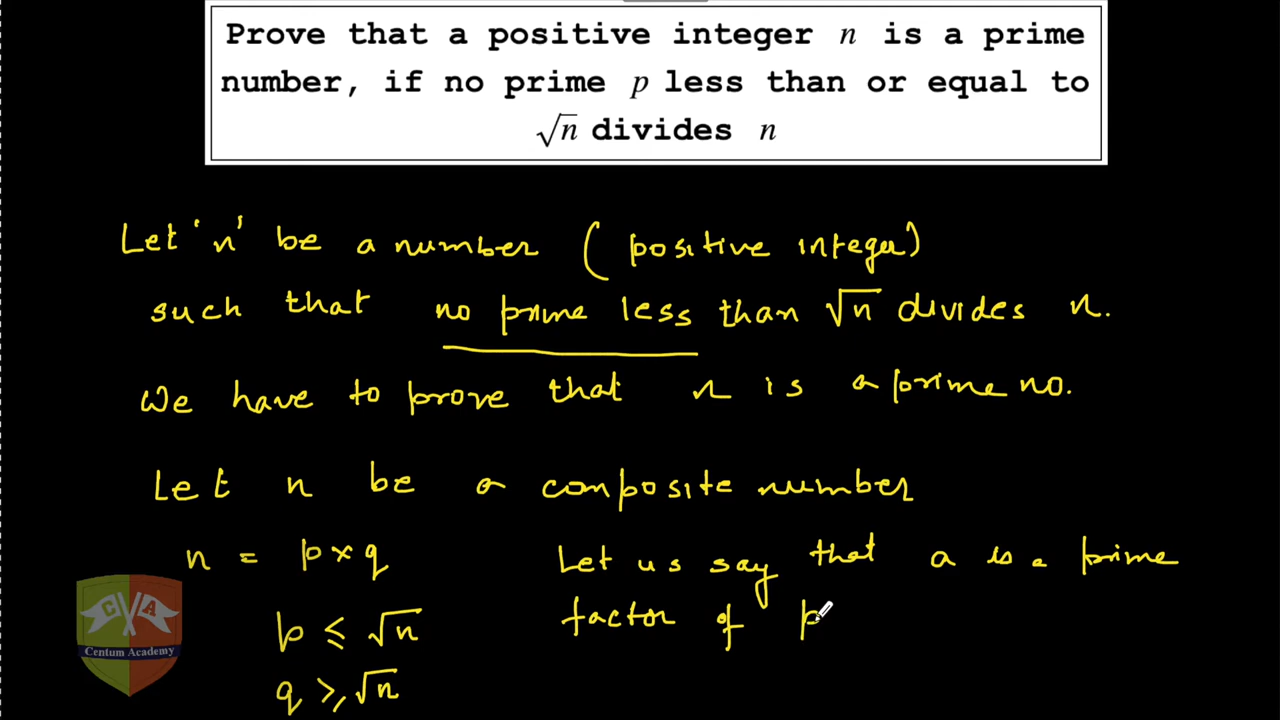 Prove that a positive integer n is a prime
number, if no prime p less than or equal to
√n divides n
Let 'n' be a number (positive integer)
such that no prime less than √n divides n.
We have to prove that n is a prime no.
Let n be a composite number
n = p × q
p ≤ √n
q ≥ √n
Let us say that a is a prime
factor of p
C A
Centum Academy